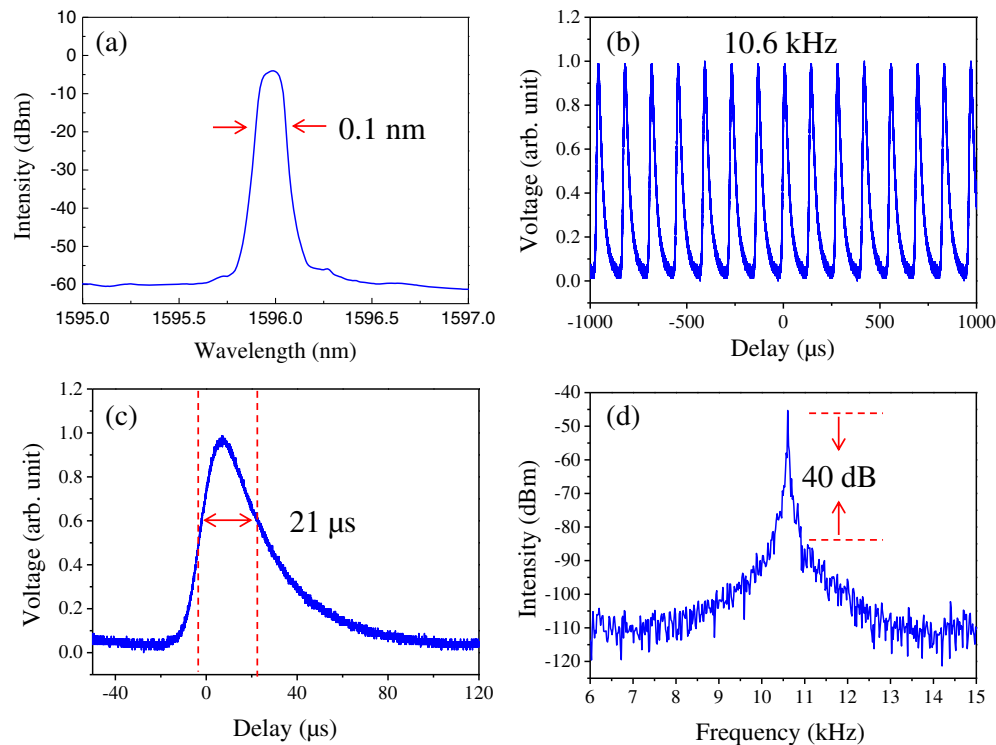 (a)
10
0
-10
-20
-30
-40
-50
-60
Intensity (dBm)
0.1 nm
1595.0 1595.5 1596.0 1596.5 1597.0
Wavelength (nm)
(b)
10.6 kHz
1.2
1.0
0.8
0.6
0.4
0.2
0.0
Voltage (arb. unit)
-1000 -500 0 500 1000
Delay (μs)
(c)
1.2
1.0
0.8
0.6
0.4
0.2
0.0
Voltage (arb. unit)
21 μs
-40 0 40 80 120
Delay (μs)
(d)
-40
-50
-60
-70
-80
-90
-100
-110
-120
Intensity (dBm)
40 dB
6 7 8 9 10 11 12 13 14 15
Frequency (kHz)